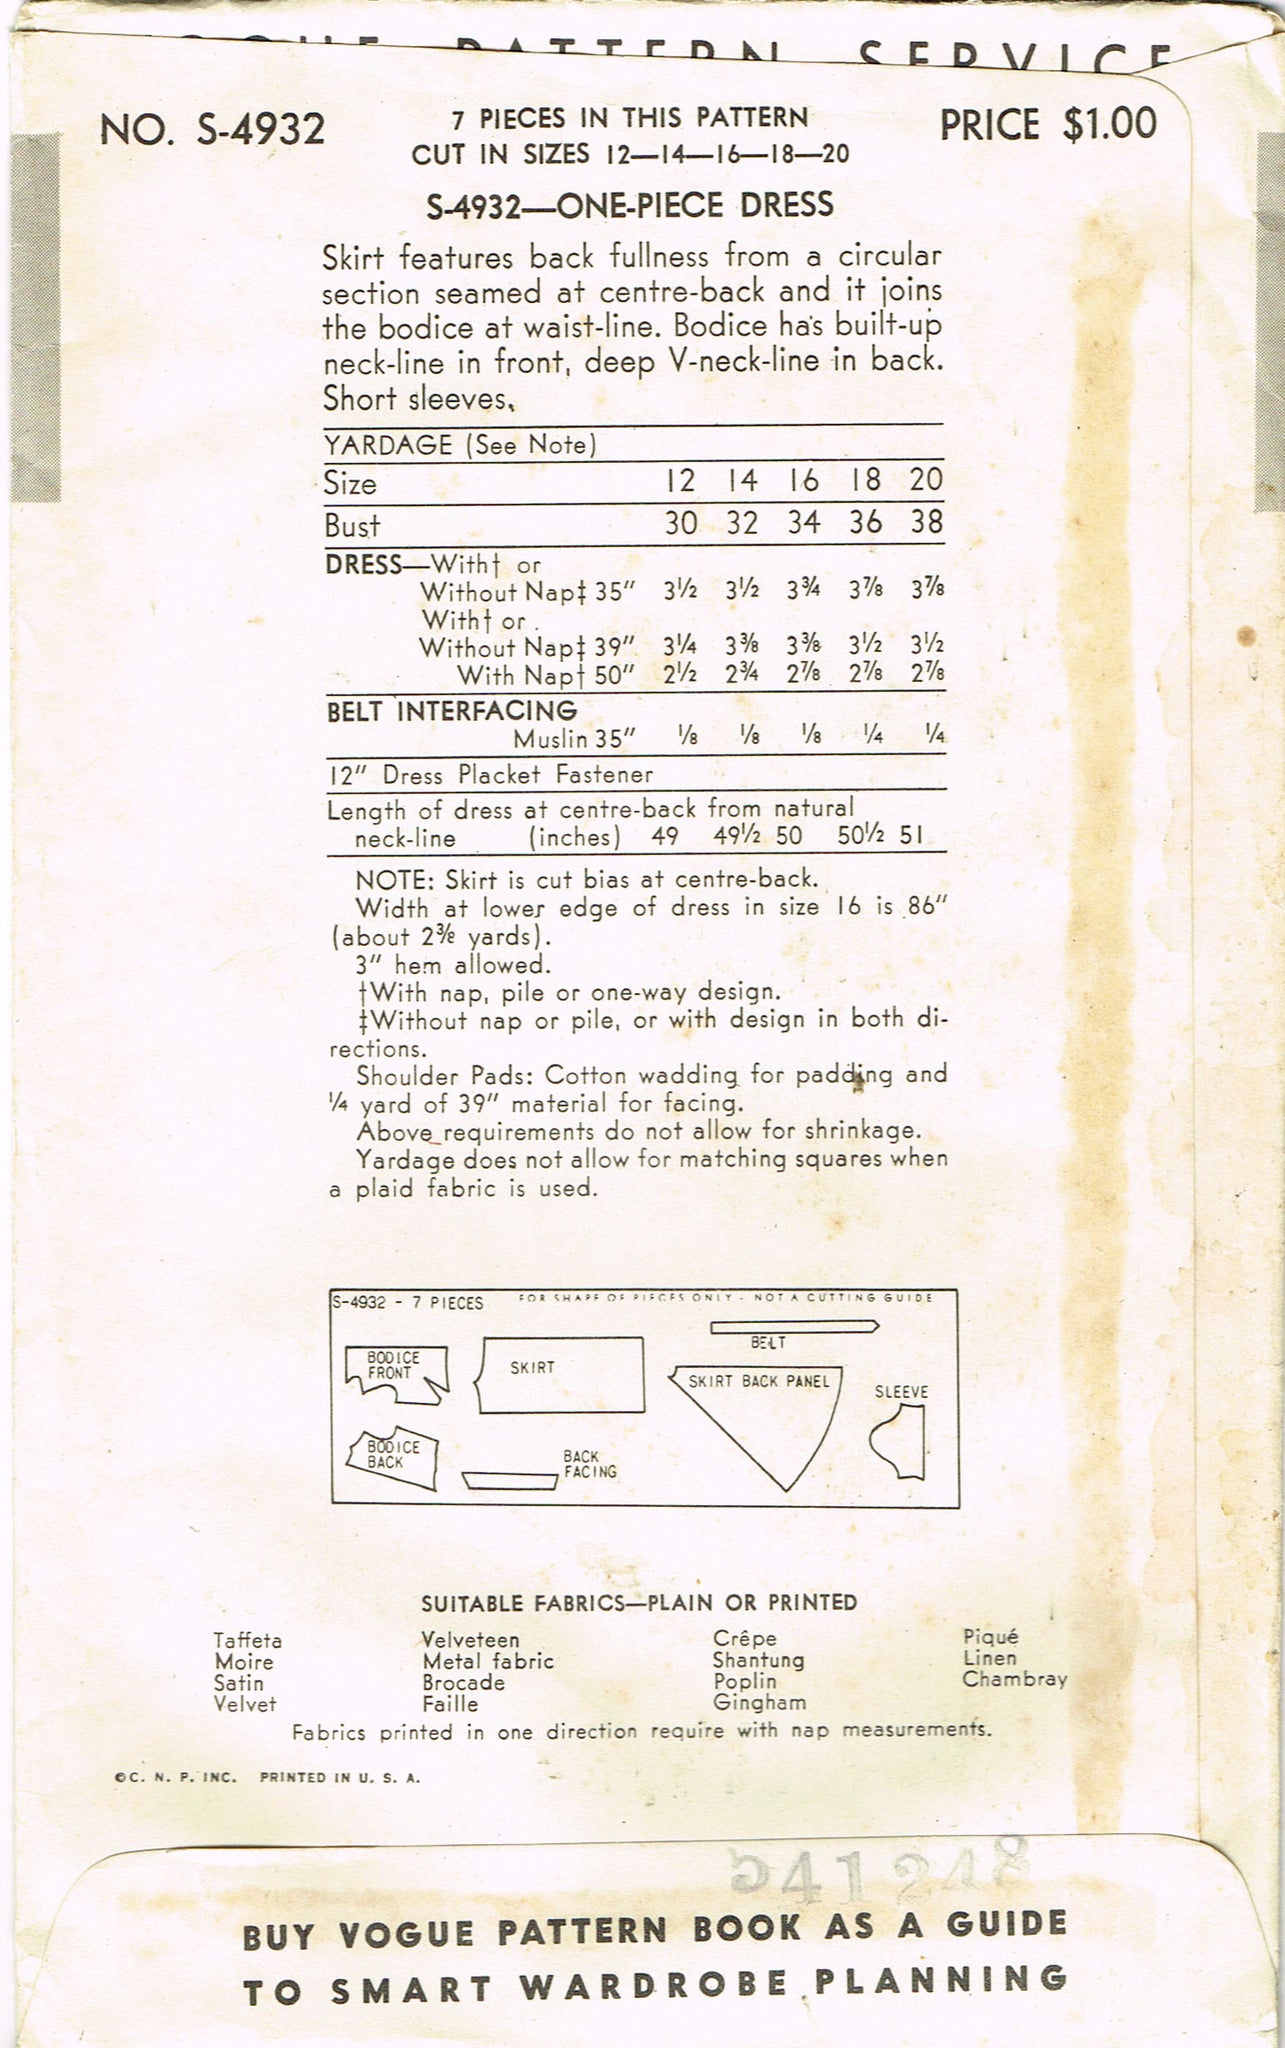 VOGUE PATTERN SERVICE
NO. S-4932
7 PIECES IN THIS PATTERN
PRICE $1.00
CUT IN SIZES 12—14—16—18—20
S-4932—ONE-PIECE DRESS
Skirt features back fullness from a circular
section seamed at centre-back and it joins
the bodice at waist-line. Bodice has built-up
neck-line in front, deep V-neck-line in back.
Short sleeves.
YARDAGE (See Note)
Size 12 14 16 18 20
Bust 30 32 34 36 38
DRESS—With† or
Without Nap‡ 35" 3½ 3½ 3¾ 3⅞ 3⅞
With† or
Without Nap‡ 39" 3¼ 3⅜ 3⅜ 3½ 3½
With Nap† 50" 2½ 2¾ 2⅞ 2⅞ 2⅞
BELT INTERFACING
Muslin 35" ⅛ ⅛ ⅛ ¼ ¼
12" Dress Placket Fastener
Length of dress at centre-back from natural
neck-line (inches) 49 49½ 50 50½ 51
NOTE: Skirt is cut bias at centre-back.
Width at lower edge of dress in size 16 is 86"
(about 2⅜ yards).
3" hem allowed.
†With nap, pile or one-way design.
‡Without nap or pile, or with design in both di-
rections.
Shoulder Pads: Cotton wadding for padding and
¼ yard of 39" material for facing.
Above requirements do not allow for shrinkage.
Yardage does not allow for matching squares when
a plaid fabric is used.
S-4932 - 7 PIECES FOR SHAPE OF PIECES ONLY - NOT A CUTTING GUIDE
BODICE
FRONT
SKIRT
BELT
SKIRT BACK PANEL
SLEEVE
BODICE
BACK
BACK
FACING
SUITABLE FABRICS—PLAIN OR PRINTED
Taffeta Velveteen Crêpe Piqué
Moire Metal fabric Shantung Linen
Satin Brocade Poplin Chambray
Velvet Faille Gingham
Fabrics printed in one direction require with nap measurements.
©C. N. P. INC. PRINTED IN U. S. A.
541248
BUY VOGUE PATTERN BOOK AS A GUIDE
TO SMART WARDROBE PLANNING